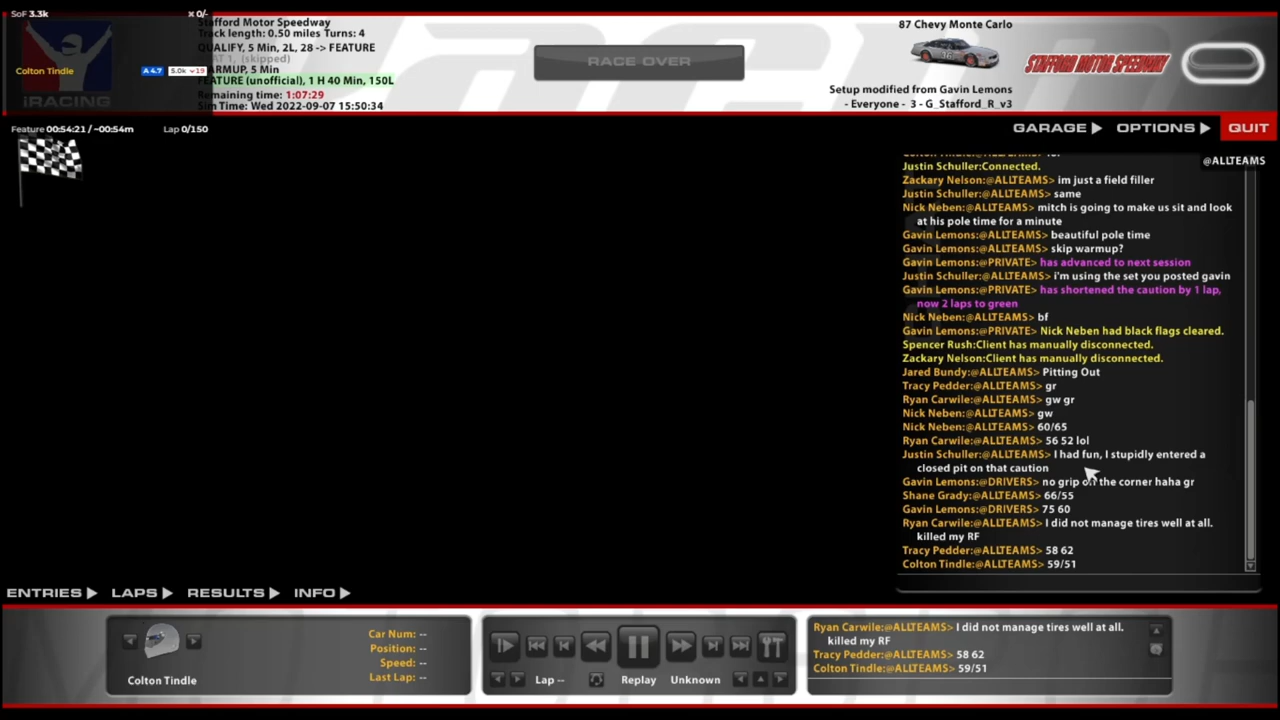 SoF 3.3k
x 0/-
Stafford Motor Speedway
Track length: 0.50 miles Turns: 4
QUALIFY, 5 Min, 2L, 28 -> FEATURE
HEAT 1, (skipped)
WARMUP, 5 Min
FEATURE (unofficial), 1 H 40 Min, 150L
Remaining time: 1:07:29
Sim Time: Wed 2022-09-07 15:50:34
Colton Tindle
A 4.7
5.0k
19
iRACING
RACE OVER
87 Chevy Monte Carlo
STAFFORD MOTOR SPEEDWAY
Setup modified from Gavin Lemons
- Everyone - 3 - G_Stafford_R_v3
Feature 00:54:21 / ~00:54m
Lap 0/150
GARAGE
OPTIONS
QUIT
@ALLTEAMS
Justin Schuller:Connected.
Zackary Nelson:@ALLTEAMS> im just a field filler
Justin Schuller:@ALLTEAMS> same
Nick Neben:@ALLTEAMS> mitch is going to make us sit and look
at his pole time for a minute
Gavin Lemons:@ALLTEAMS> beautiful pole time
Gavin Lemons:@ALLTEAMS> skip warmup?
Gavin Lemons:@PRIVATE> has advanced to next session
Justin Schuller:@ALLTEAMS> i'm using the set you posted gavin
Gavin Lemons:@PRIVATE> has shortened the caution by 1 lap,
now 2 laps to green
Nick Neben:@ALLTEAMS> bf
Gavin Lemons:@PRIVATE> Nick Neben had black flags cleared.
Spencer Rush:Client has manually disconnected.
Zackary Nelson:Client has manually disconnected.
Jared Bundy:@ALLTEAMS> Pitting Out
Tracy Pedder:@ALLTEAMS> gr
Ryan Carwile:@ALLTEAMS> gw gr
Nick Neben:@ALLTEAMS> gw
Nick Neben:@ALLTEAMS> 60/65
Ryan Carwile:@ALLTEAMS> 56 52 lol
Justin Schuller:@ALLTEAMS> I had fun, I stupidly entered a
closed pit on that caution
Gavin Lemons:@DRIVERS> no grip on the corner haha gr
Shane Grady:@ALLTEAMS> 66/55
Gavin Lemons:@DRIVERS> 75 60
Ryan Carwile:@ALLTEAMS> I did not manage tires well at all.
killed my RF
Tracy Pedder:@ALLTEAMS> 58 62
Colton Tindle:@ALLTEAMS> 59/51
ENTRIES
LAPS
RESULTS
INFO
Colton Tindle
Car Num: --
Position: --
Speed: --
Last Lap: --
Lap --
Replay
Unknown
Ryan Carwile:@ALLTEAMS> I did not manage tires well at all.
killed my RF
Tracy Pedder:@ALLTEAMS> 58 62
Colton Tindle:@ALLTEAMS> 59/51